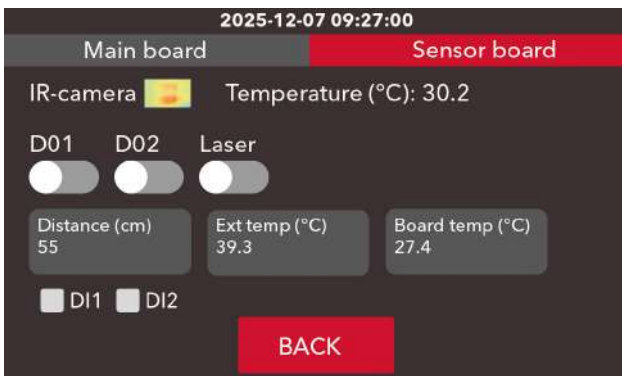 2025-12-07 09:27:00
Main board Sensor board
IR-camera Temperature (°C): 30.2
D01 D02 Laser
Distance (cm) Ext temp (°C) Board temp (°C)
55 39.3 27.4
DI1 DI2
BACK